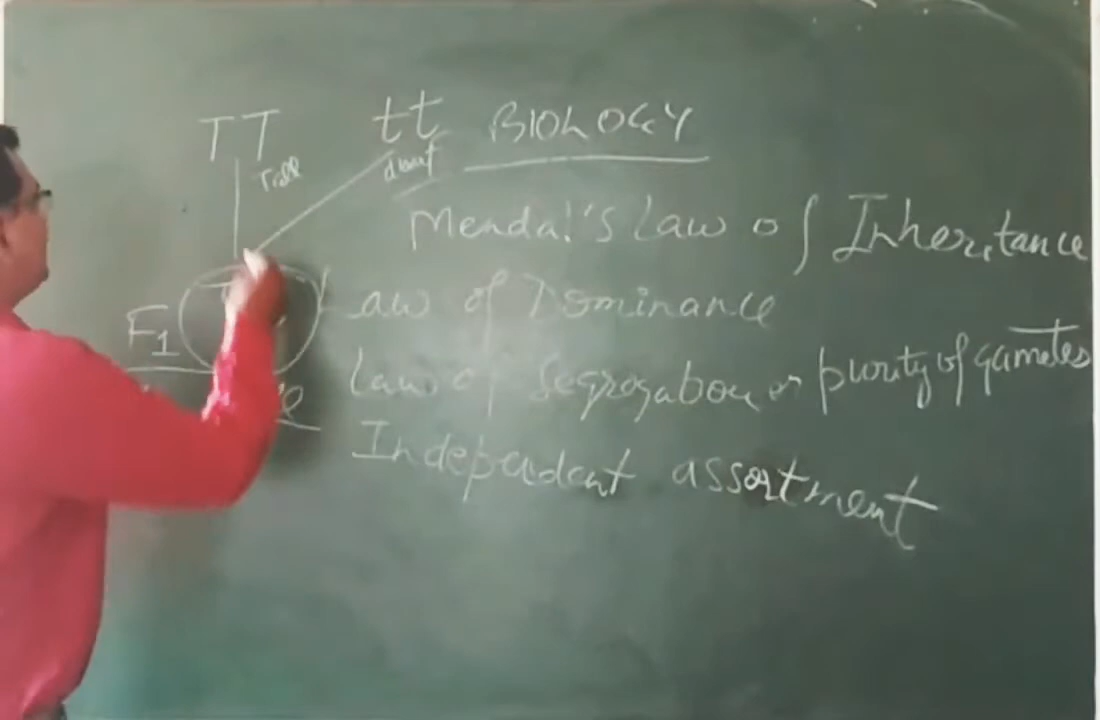 TT tt BIOLOGY
Tall dwarf
Mendal's Law of Inheritance
Law of Dominance
F1
Law of Segregation or purity of gametes
Independent assortment